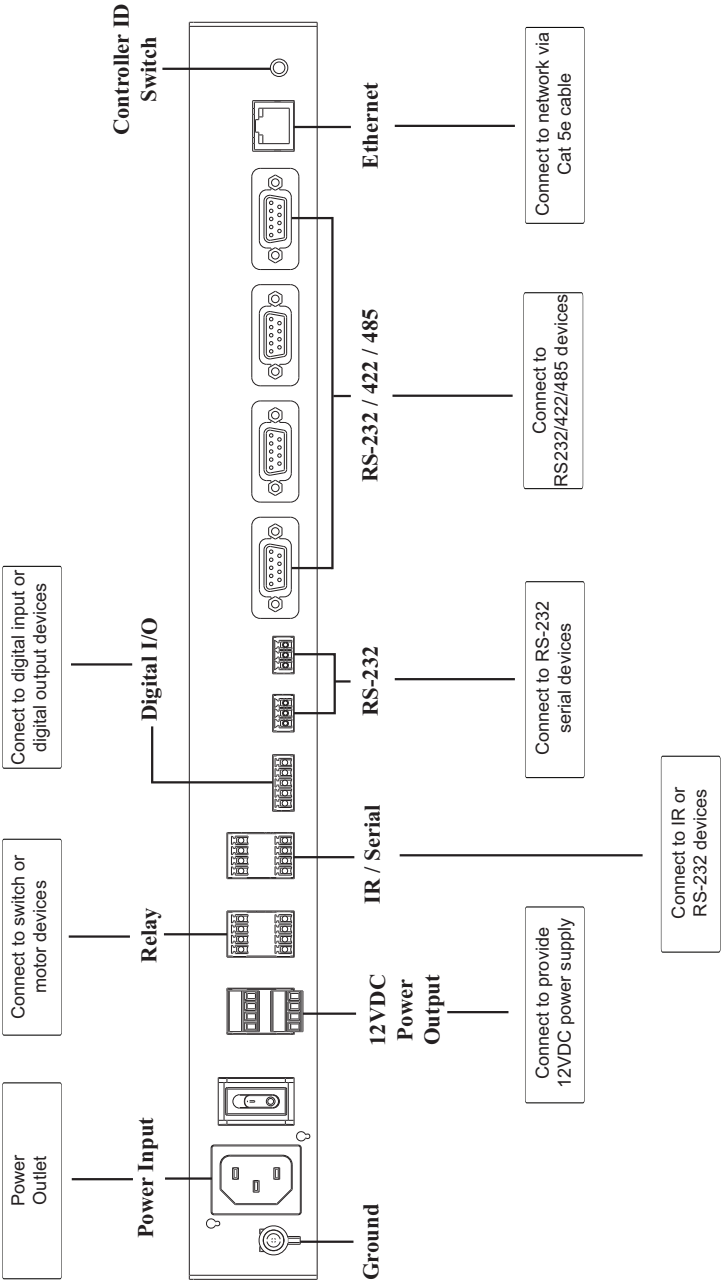 Power
Outlet
Connect to switch or
motor devices
Conect to digital input or
digital output devices
Power Input
Relay
Digital I/O
Controller ID
Switch
Ground
12VDC
Power
Output
IR / Serial
RS-232
RS-232 / 422 / 485
Ethernet
Connect to provide
12VDC power supply
Connect to RS-232
serial devices
Connect to
RS232/422/485 devices
Connect to network via
Cat 5e cable
Connect to IR or
RS-232 devices